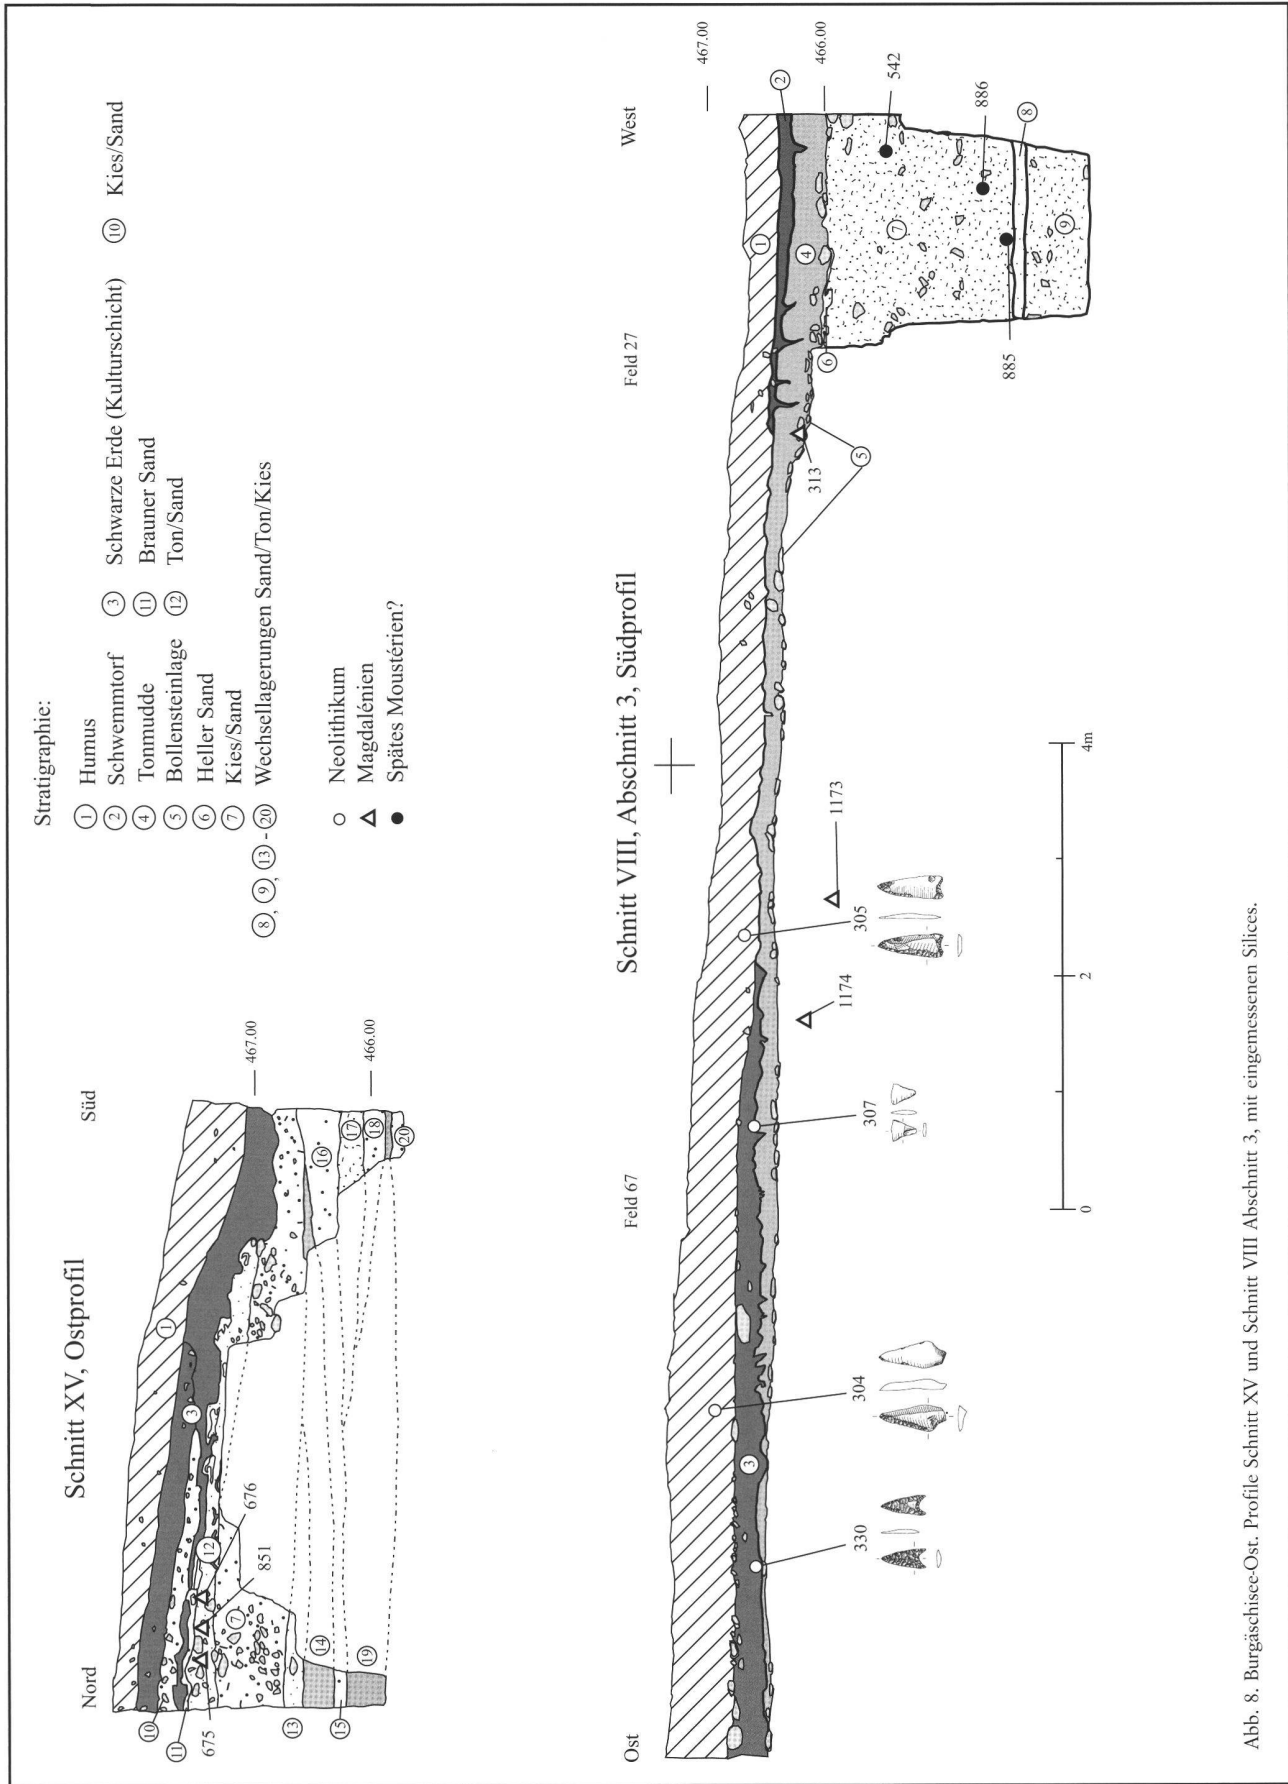 Schnitt XV, Ostprofil
Nord
Süd
467.00
466.00
1
3
10
11
12
7
675
851
676
13
14
15
19
16
17
18
20
Stratigraphie:
1 Humus
2 Schwemmtorf
3 Schwarze Erde (Kulturschicht)
10 Kies/Sand
4 Tonmudde
11 Brauner Sand
5 Bollensteinlage
12 Ton/Sand
6 Heller Sand
7 Kies/Sand
8, 9, 13 - 20 Wechsellagerungen Sand/Ton/Kies
Neolithikum
Magdalénien
Spätes Moustérien?
Schnitt VIII, Abschnitt 3, Südprofil
Ost
Feld 67
Feld 27
West
467.00
466.00
1
2
3
4
5
6
7
8
9
330
304
307
1174
305
1173
313
885
886
542
0
2
4m
Abb. 8. Burgäschisee-Ost. Profile Schnitt XV und Schnitt VIII Abschnitt 3, mit eingemessenen Silices.